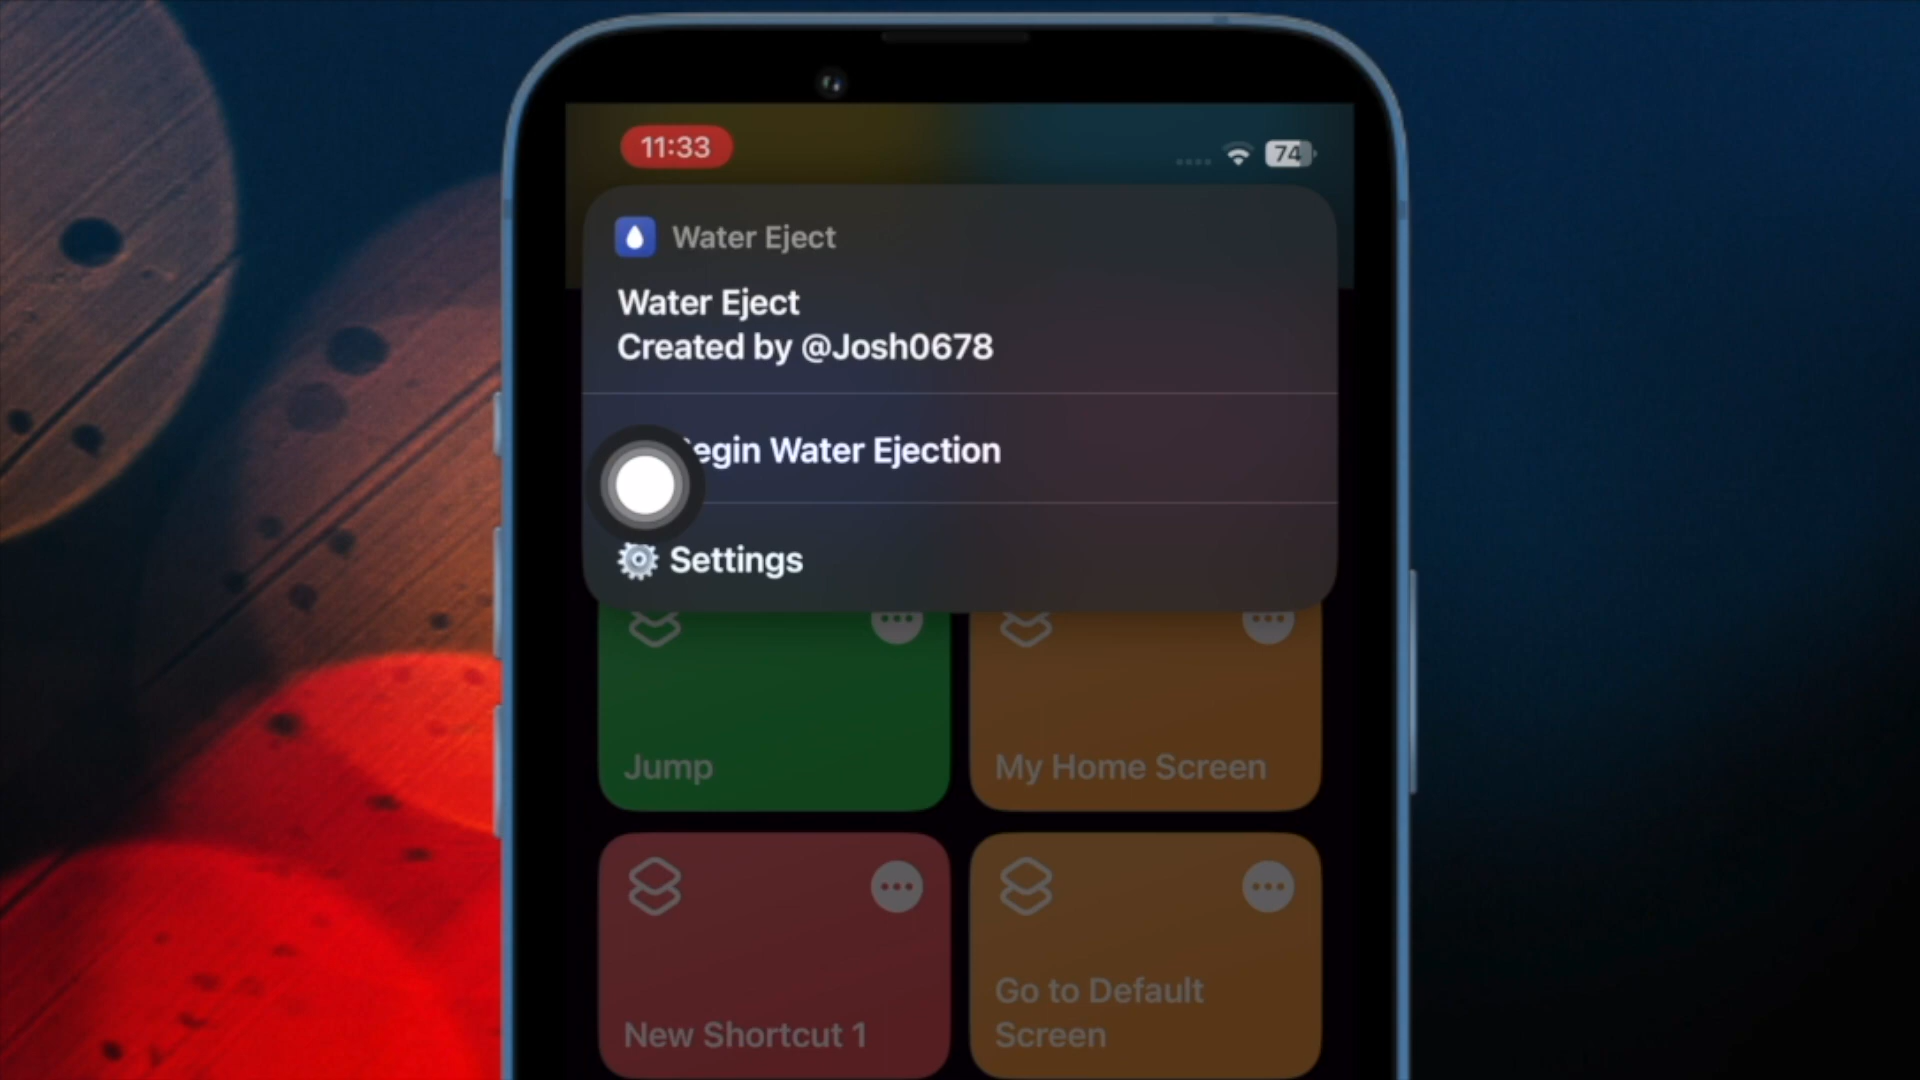 11:33
74
Water Eject
Water Eject
Created by @Josh0678
egin Water Ejection
Settings
Jump
My Home Screen
New Shortcut 1
Go to Default
Screen